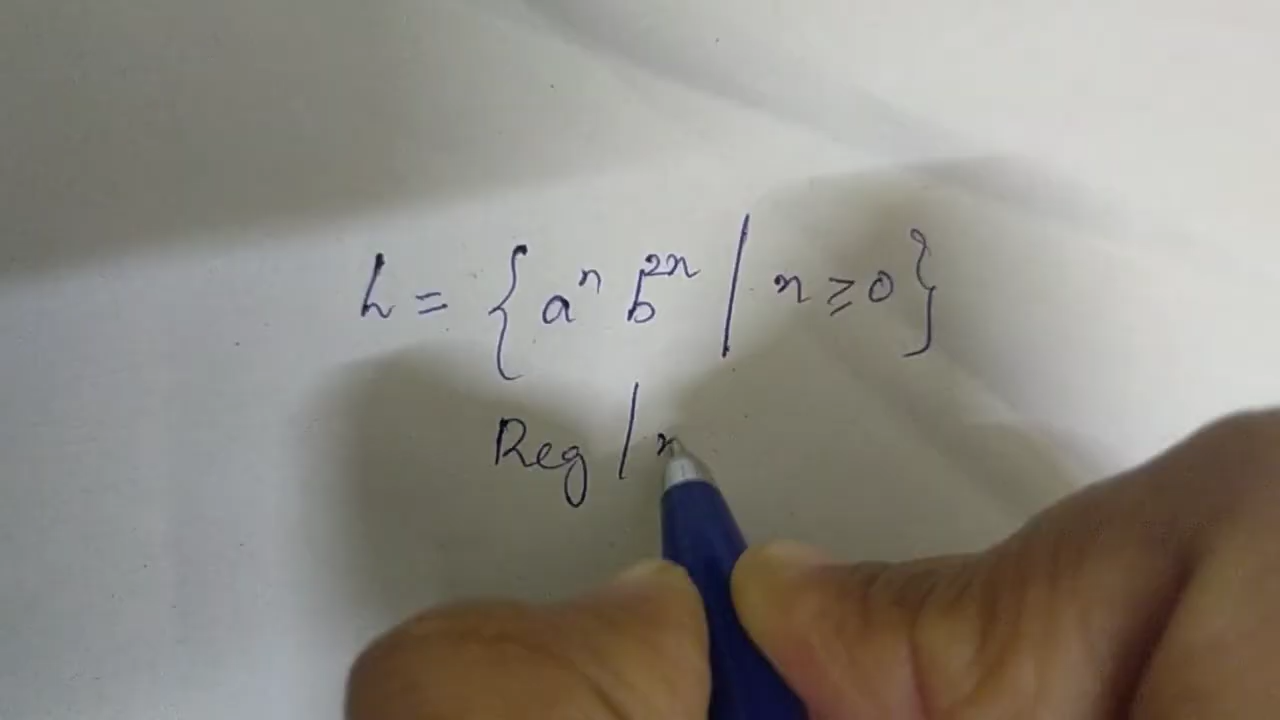 L = { aⁿ b²ⁿ | n ≥ 0 }
Reg | n